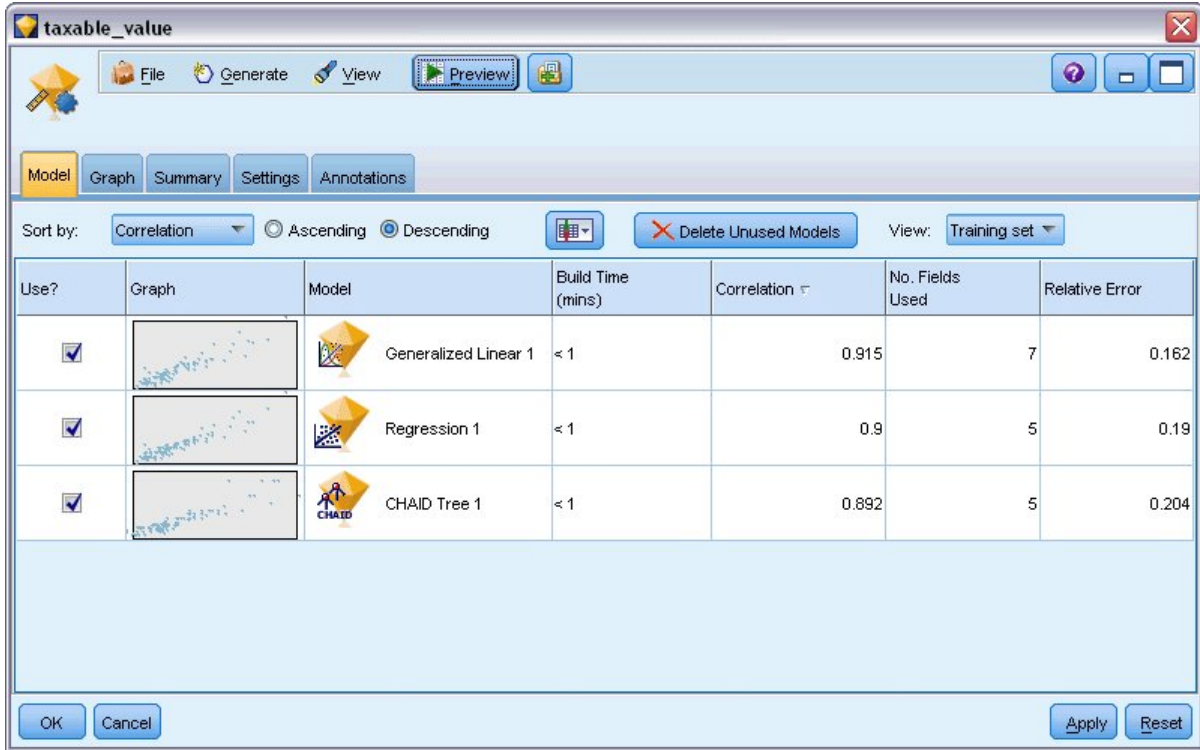 taxable_value
File Generate View Preview
Model Graph Summary Settings Annotations
Sort by: Correlation Ascending Descending Delete Unused Models View: Training set
Use? Graph Model Build Time (mins) Correlation No. Fields Used Relative Error
Generalized Linear 1 < 1 0.915 7 0.162
Regression 1 < 1 0.9 5 0.19
CHAID CHAID Tree 1 < 1 0.892 5 0.204
OK Cancel Apply Reset